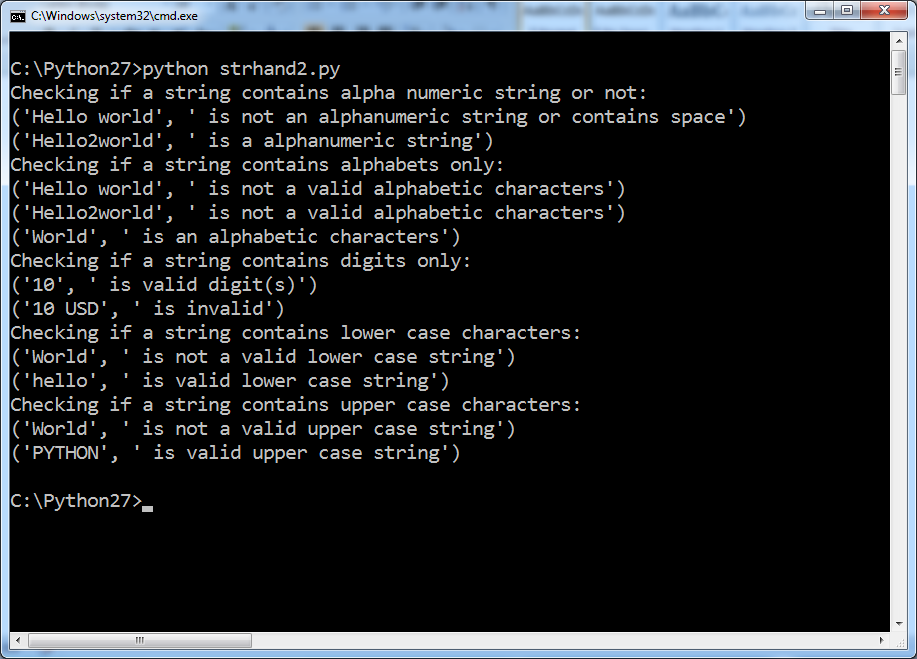 C:\Windows\system32\cmd.exe
C:\Python27>python strhand2.py
Checking if a string contains alpha numeric string or not:
('Hello world', ' is not an alphanumeric string or contains space')
('Hello2world', ' is a alphanumeric string')
Checking if a string contains alphabets only:
('Hello world', ' is not a valid alphabetic characters')
('Hello2world', ' is not a valid alphabetic characters')
('World', ' is an alphabetic characters')
Checking if a string contains digits only:
('10', ' is valid digit(s)')
('10 USD', ' is invalid')
Checking if a string contains lower case characters:
('World', ' is not a valid lower case string')
('hello', ' is valid lower case string')
Checking if a string contains upper case characters:
('World', ' is not a valid upper case string')
('PYTHON', ' is valid upper case string')
C:\Python27>